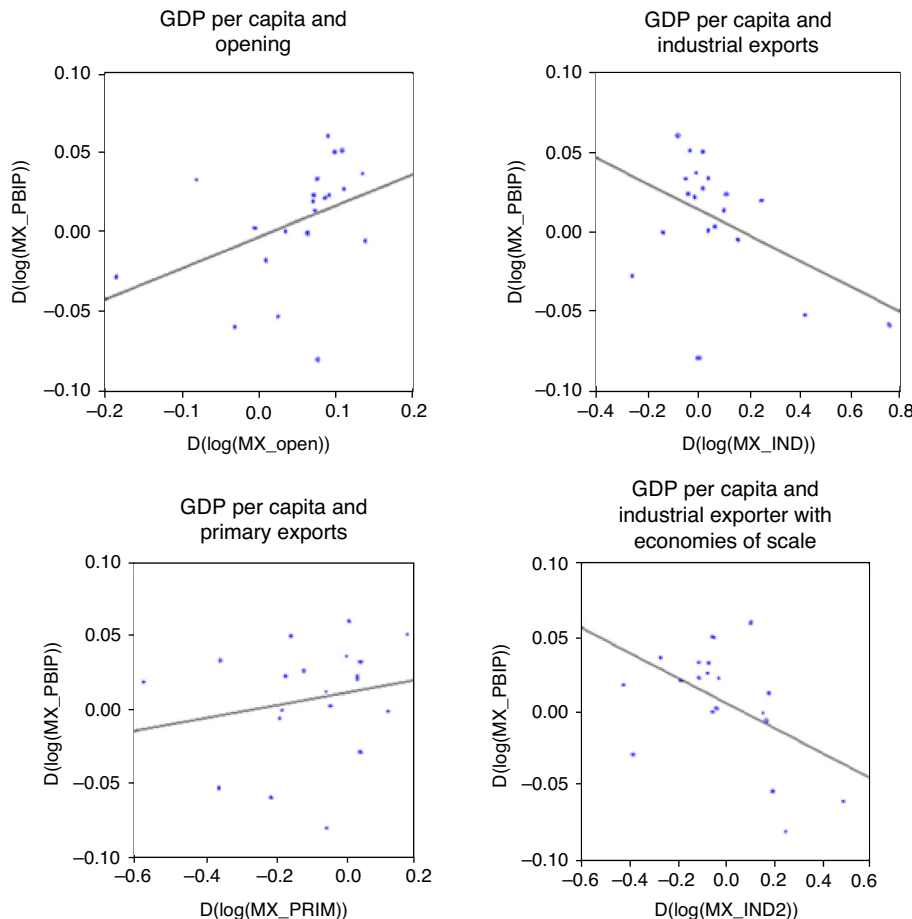 GDP per capita and
opening
0.10
0.05
0.00
−0.05
−0.10
D(log(MX_PBIP))
−0.2
−0.1
0.0
0.1
0.2
D(log(MX_open))
GDP per capita and
industrial exports
0.10
0.05
0.00
−0.05
−0.10
D(log(MX_PBIP))
−0.4
−0.2
0.0
0.2
0.4
0.6
0.8
D(log(MX_IND))
GDP per capita and
primary exports
0.10
0.05
0.00
−0.05
−0.10
D(log(MX_PBIP))
−0.6
−0.4
−0.2
0.0
0.2
D(log(MX_PRIM))
GDP per capita and
industrial exporter with
economies of scale
0.10
0.05
0.00
−0.05
−0.10
D(log(MX_PBIP))
−0.6
−0.4
−0.2
0.0
0.2
0.4
0.6
D(log(MX_IND2))